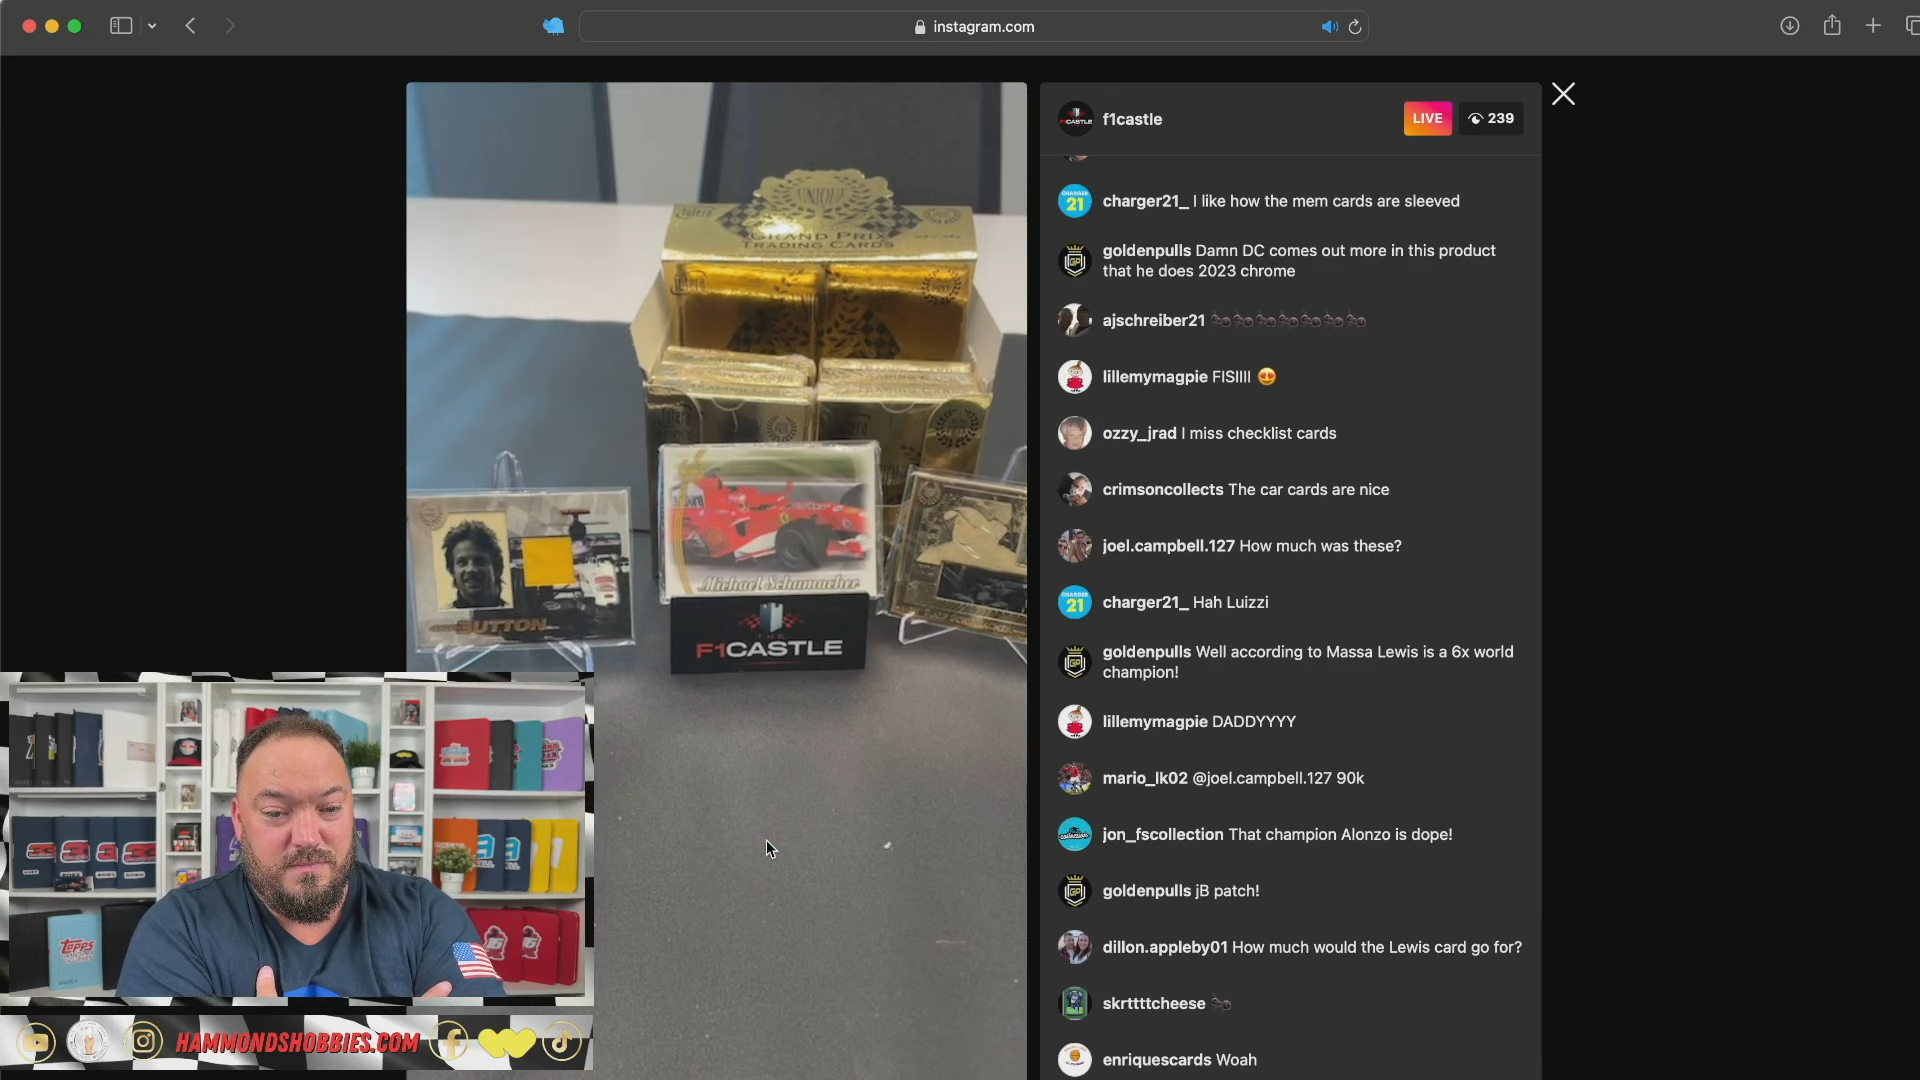 instagram.com
f1castle
LIVE
239
charger21_ I like how the mem cards are sleeved
goldenpulls Damn DC comes out more in this product
that he does 2023 chrome
ajschreiber21
lillemymagpie FISIIII
ozzy_jrad I miss checklist cards
crimsoncollects The car cards are nice
joel.campbell.127 How much was these?
charger21_ Hah Luizzi
goldenpulls Well according to Massa Lewis is a 6x world
champion!
lillemymagpie DADDYYYY
mario_lk02 @joel.campbell.127 90k
jon_fscollection That champion Alonzo is dope!
goldenpulls jB patch!
dillon.appleby01 How much would the Lewis card go for?
skrttttcheese
enriquescards Woah
UNIQUE
futera
GRAND PRIX
TRADING CARDS
BUTTON
Michael Schumacher
THE
F1CASTLE
topps
HAMMONDSHOBBIES.COM